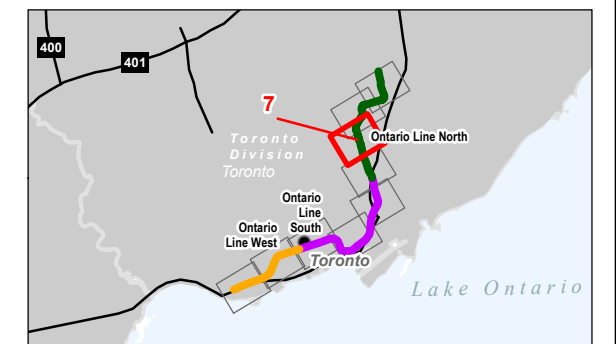 400
401
7
Ontario Line North
Toronto
Division
Toronto
Ontario
Line
South
Ontario
Line West
Toronto
Lake Ontario